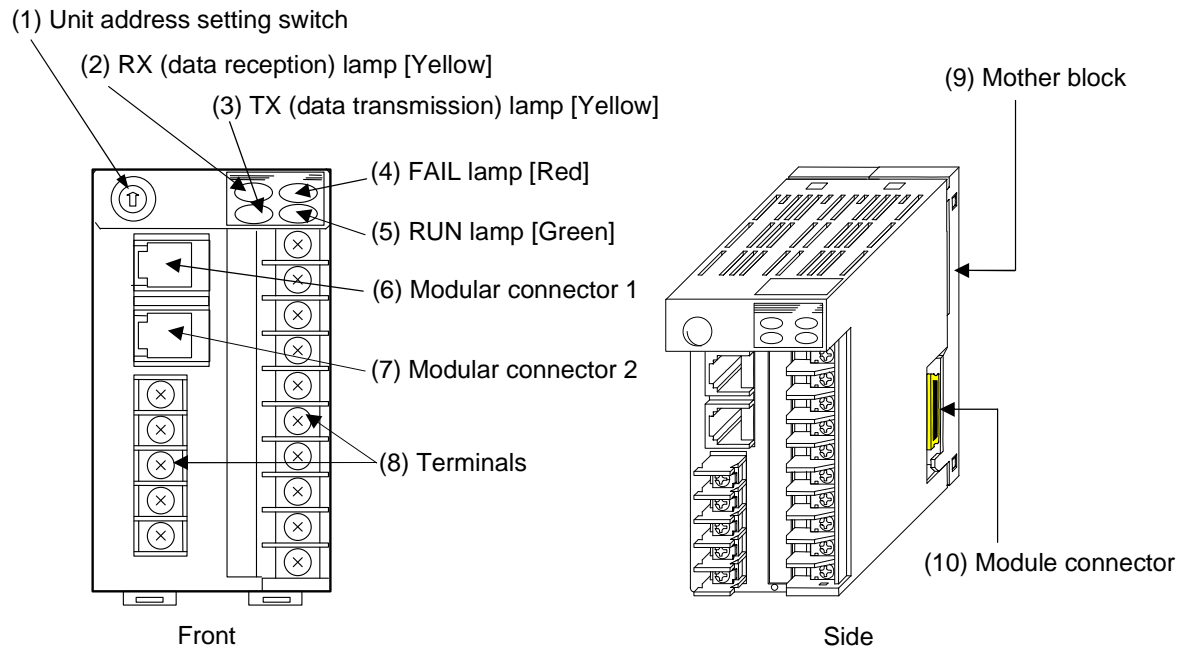 (1) Unit address setting switch
(2) RX (data reception) lamp [Yellow]
(3) TX (data transmission) lamp [Yellow]
(4) FAIL lamp [Red]
(5) RUN lamp [Green]
(6) Modular connector 1
(7) Modular connector 2
(8) Terminals
Front
(9) Mother block
(10) Module connector
Side